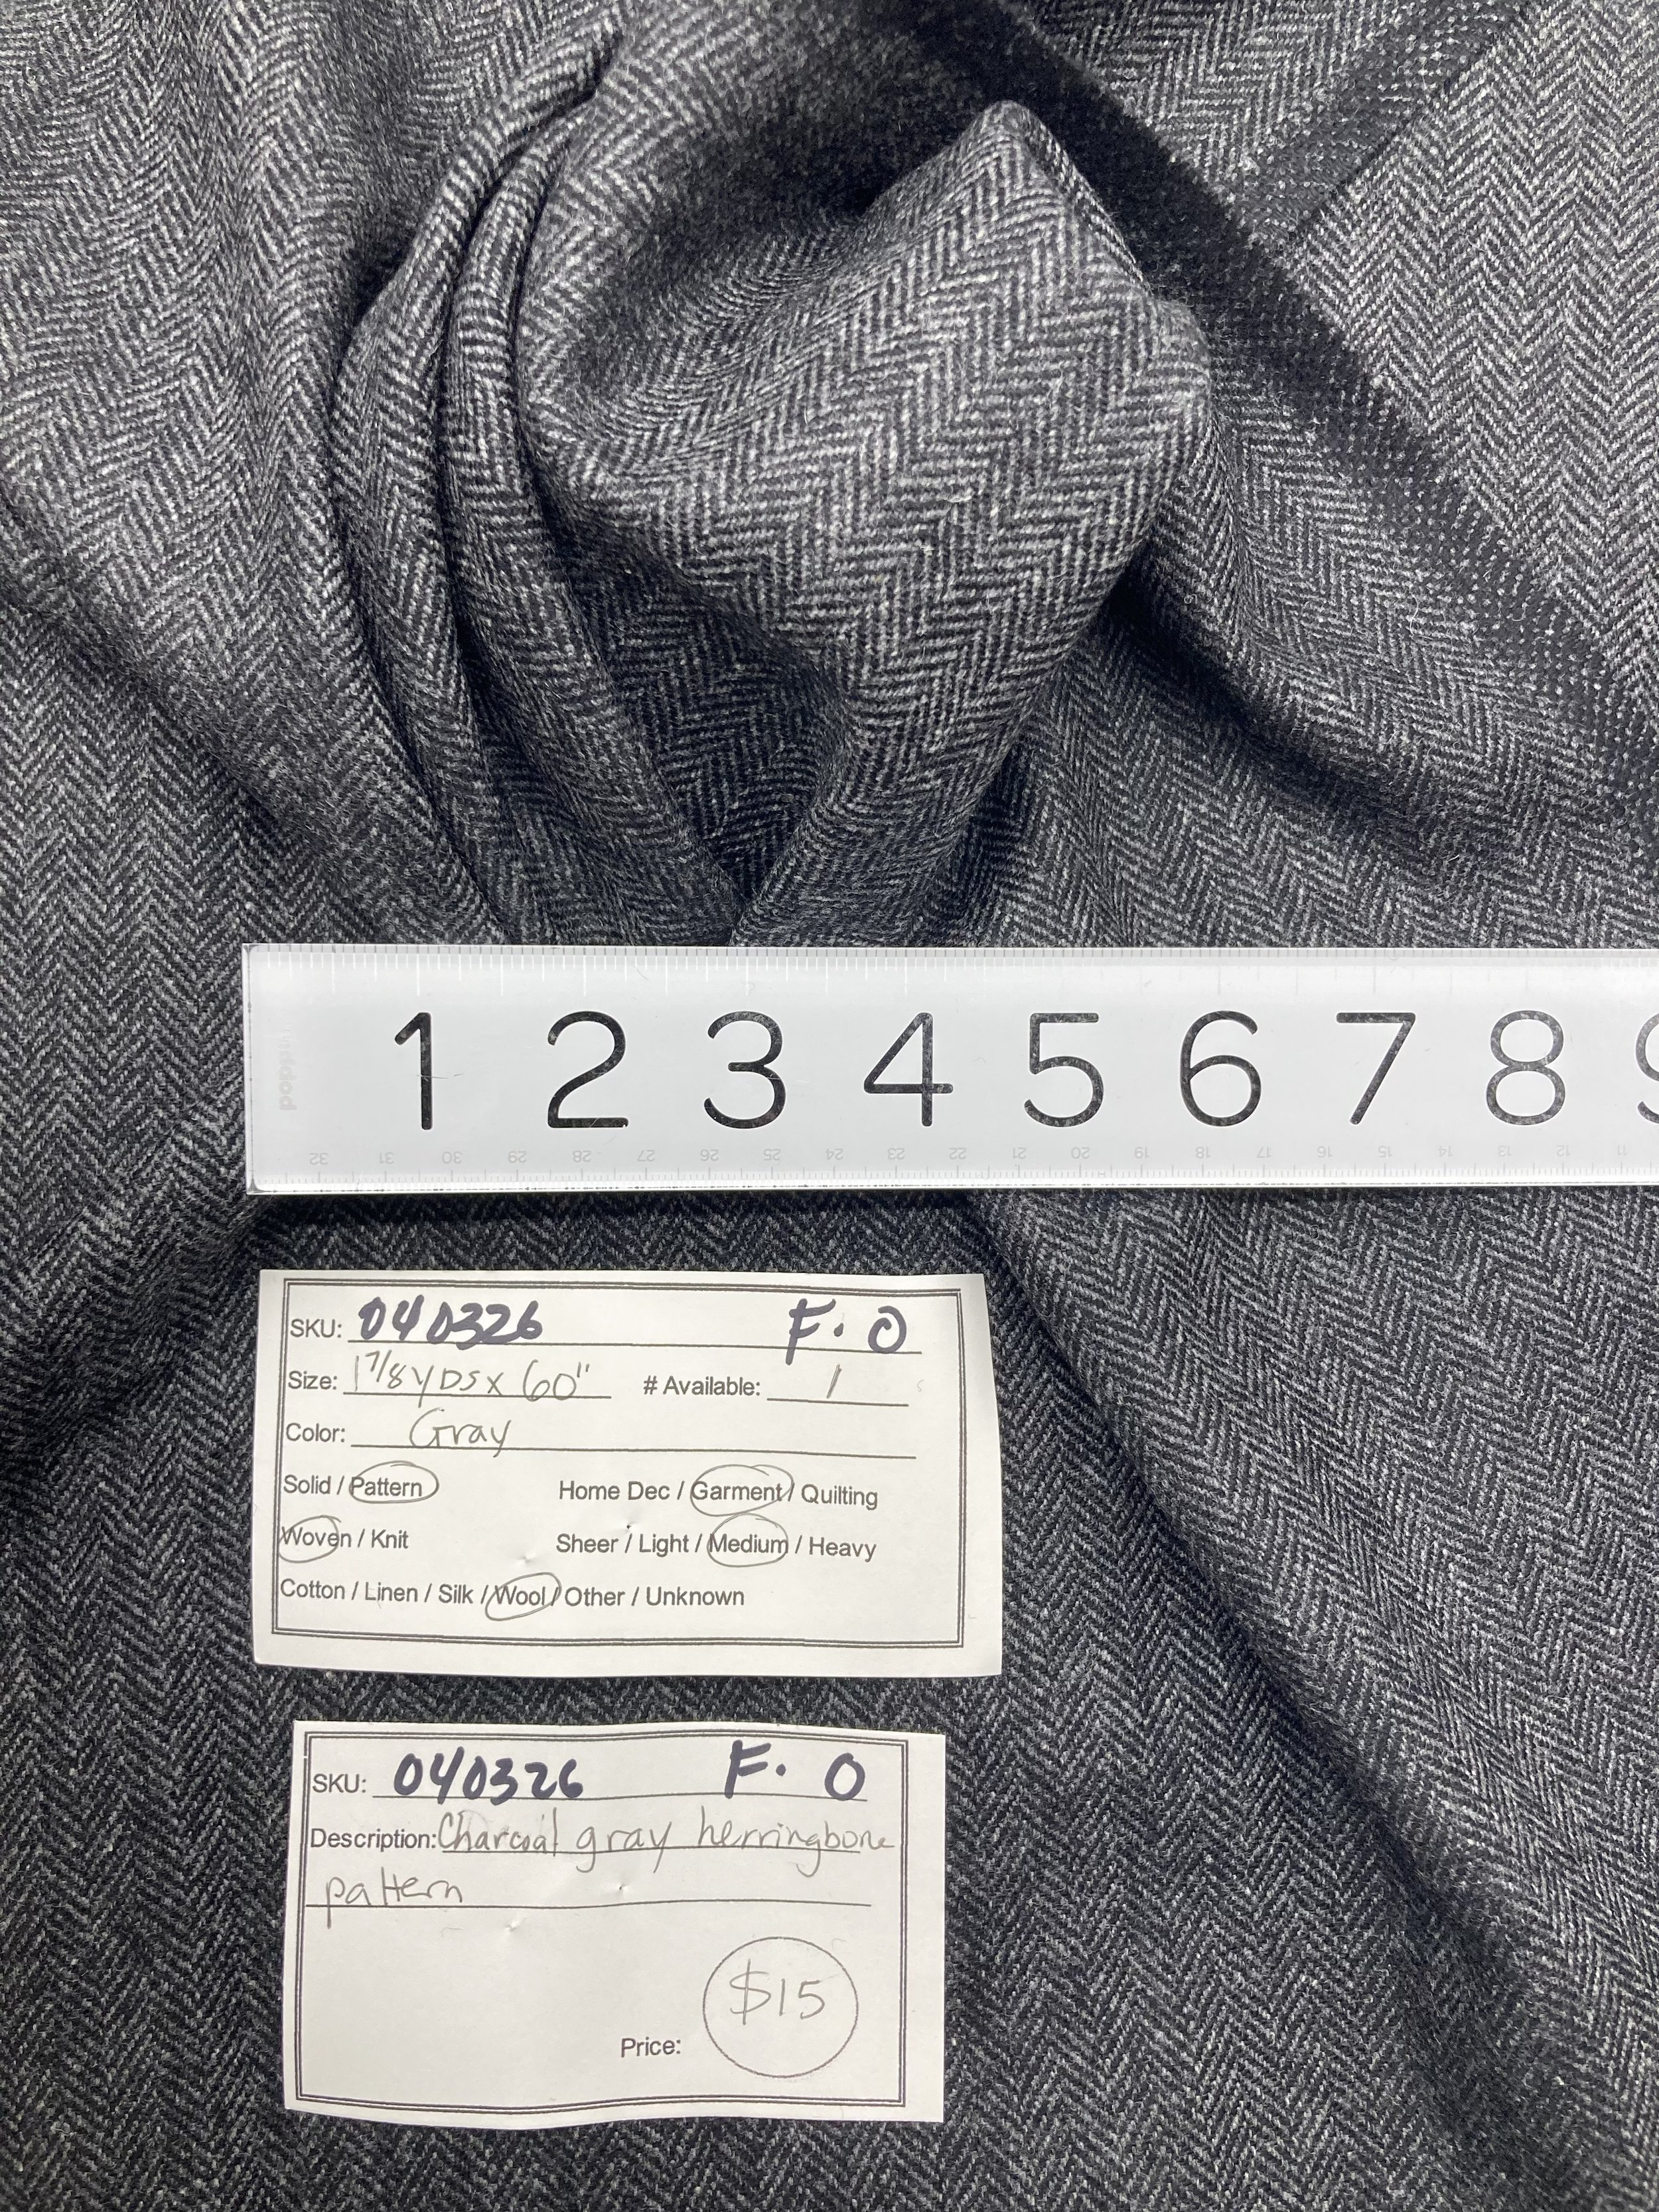 1 2 3 4 5 6 7 8 9
poppin.
32 31 30 29 28 27 26 25 24 23 22 21 20 19 18 17 16 15 14 13 12 11
SKU: 040326 F. O
Size: 1 7/8 YDS x 60" # Available: 1
Color: Gray
Solid / Pattern Home Dec / Garment / Quilting
Woven / Knit Sheer / Light / Medium / Heavy
Cotton / Linen / Silk / Wool / Other / Unknown
SKU: 040326 F. O
Description: Charcoal gray herringbone
pattern
$15
Price: